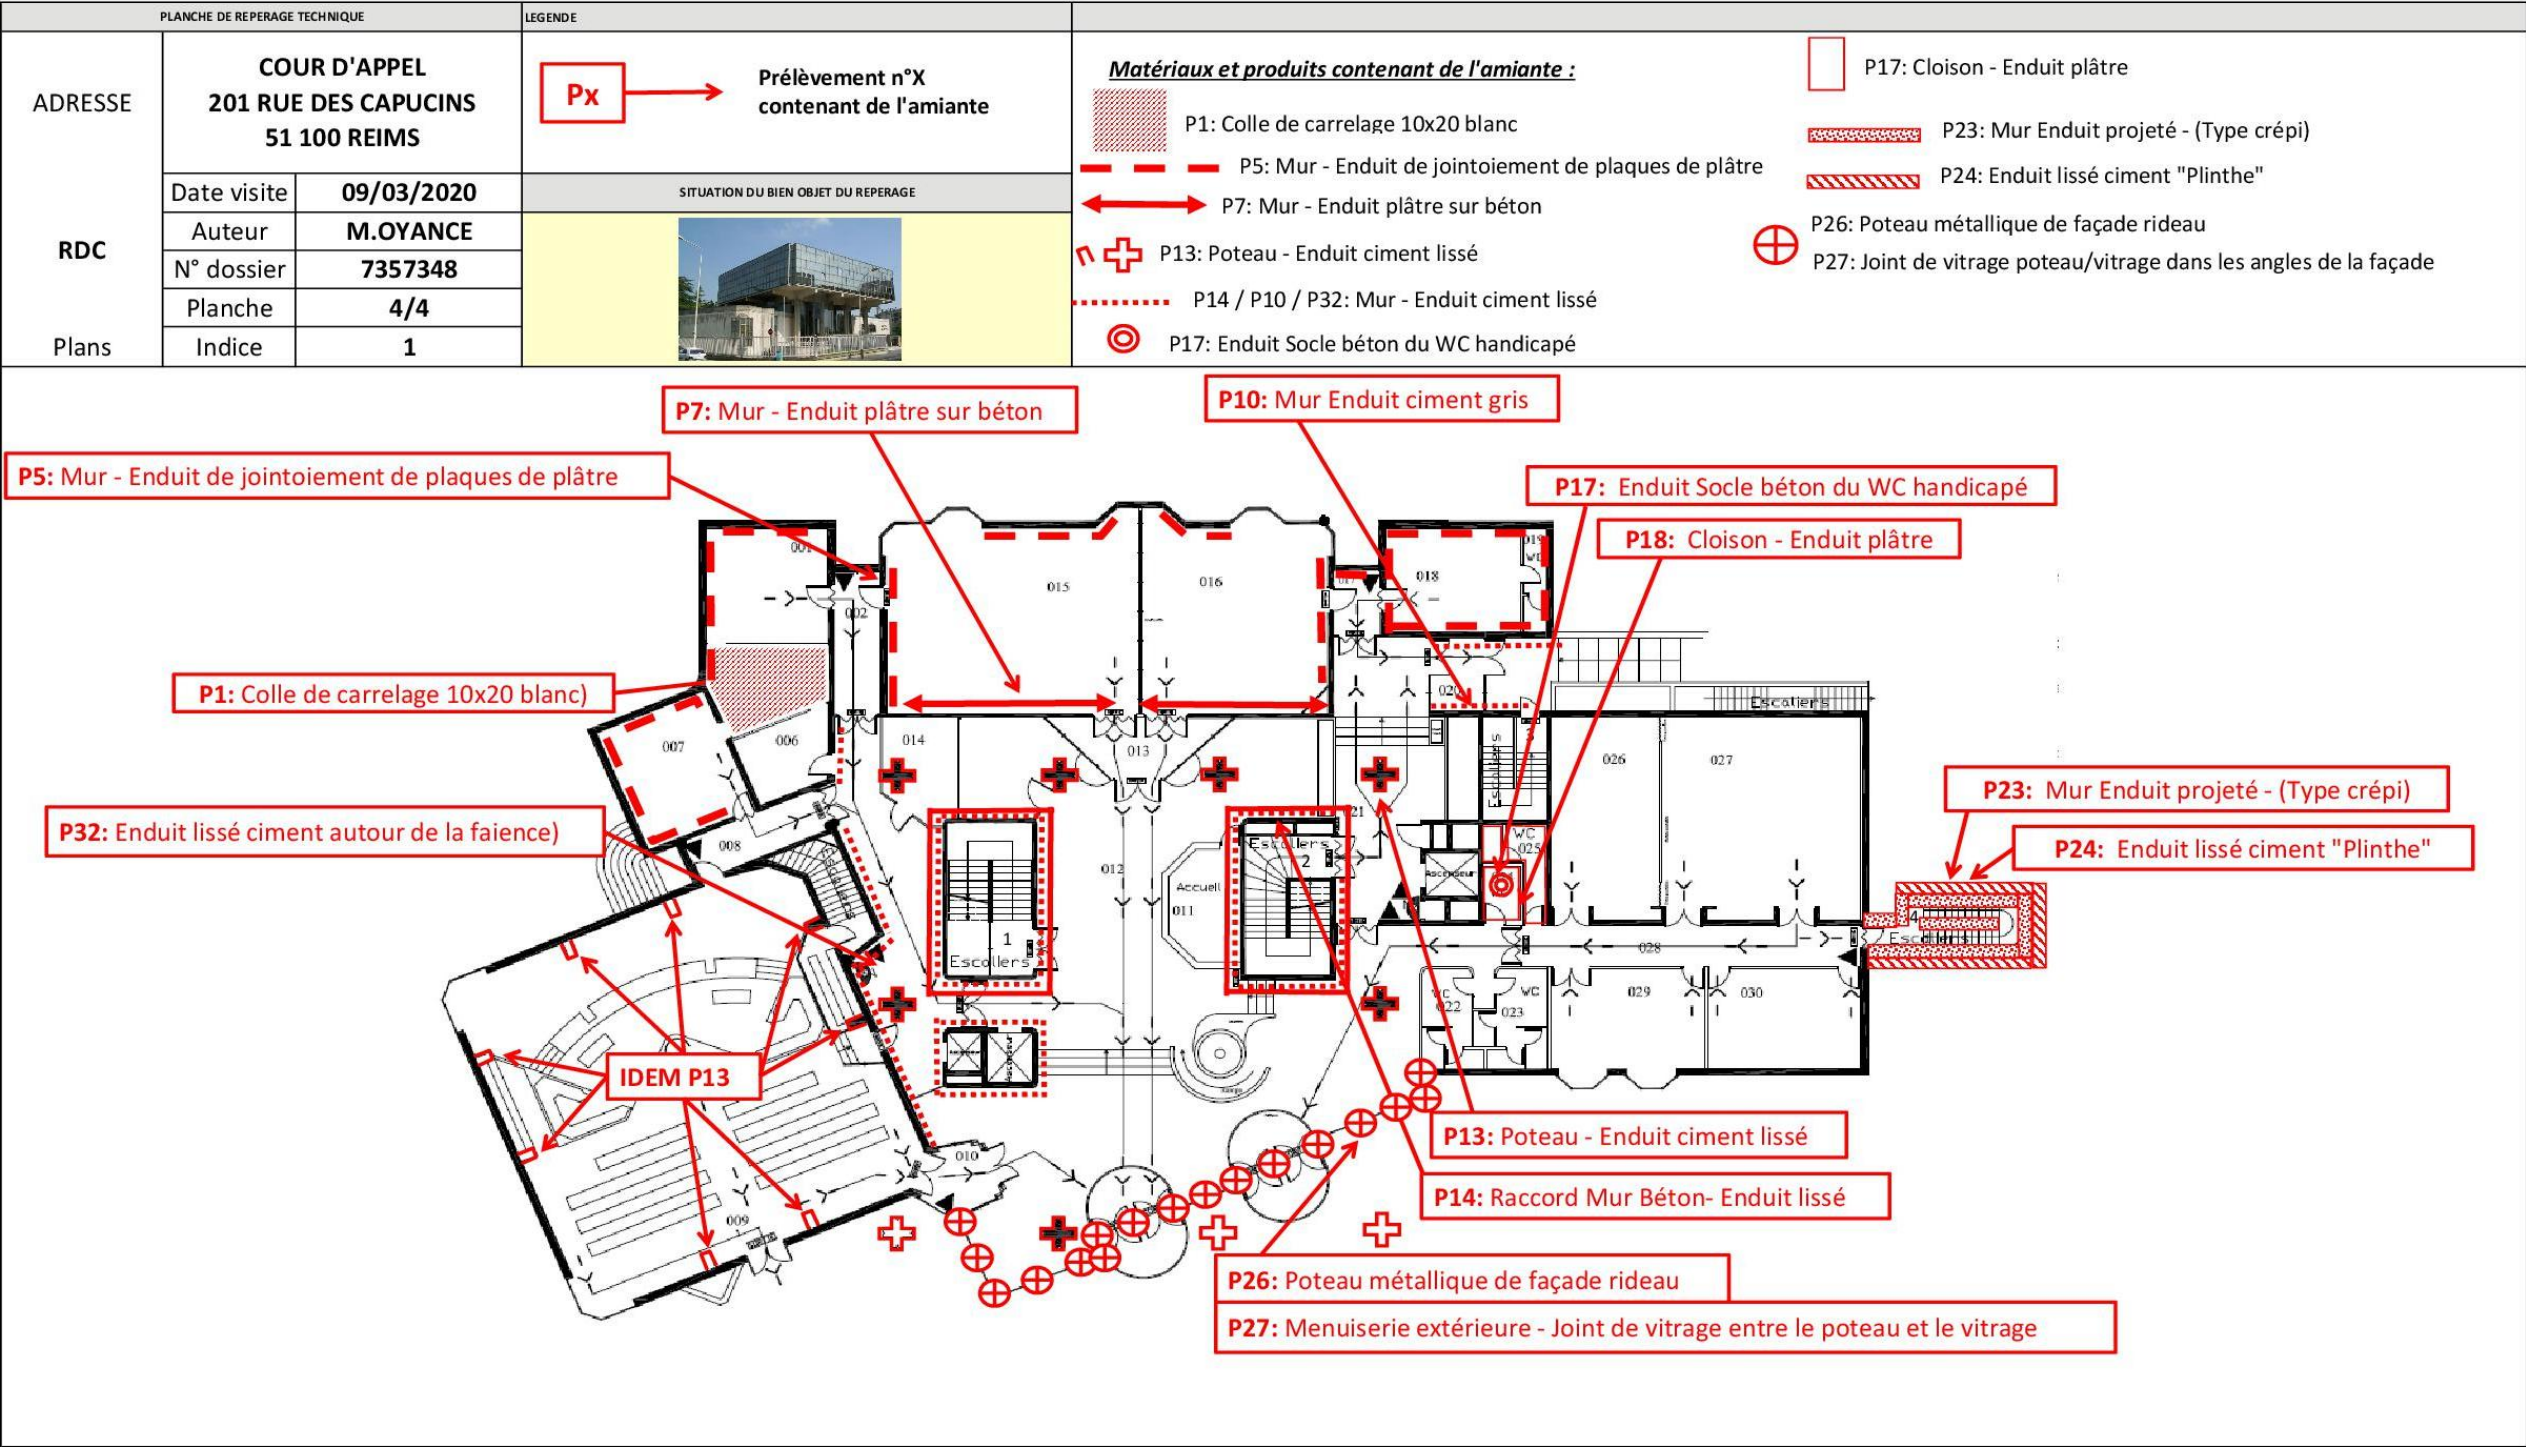 PLANCHE DE REPERAGE TECHNIQUE
LEGENDE
ADRESSE
COUR D'APPEL
201 RUE DES CAPUCINS
51 100 REIMS
RDC
Plans
Date visite 09/03/2020
Auteur M.OYANCE
N° dossier 7357348
Planche 4/4
Indice 1
Px
Prélèvement n°X
contenant de l'amiante
SITUATION DU BIEN OBJET DU REPERAGE
Matériaux et produits contenant de l'amiante :
P1: Colle de carrelage 10x20 blanc
P5: Mur - Enduit de jointoiement de plaques de plâtre
P7: Mur - Enduit plâtre sur béton
P13: Poteau - Enduit ciment lissé
P14 / P10 / P32: Mur - Enduit ciment lissé
P17: Enduit Socle béton du WC handicapé
P17: Cloison - Enduit plâtre
P23: Mur Enduit projeté - (Type crépi)
P24: Enduit lissé ciment "Plinthe"
P26: Poteau métallique de façade rideau
P27: Joint de vitrage poteau/vitrage dans les angles de la façade
P7: Mur - Enduit plâtre sur béton
P10: Mur Enduit ciment gris
P5: Mur - Enduit de jointoiement de plaques de plâtre
P17: Enduit Socle béton du WC handicapé
P18: Cloison - Enduit plâtre
001
002
015
016
018
019
WC
P1: Colle de carrelage 10x20 blanc)
020
Escaliers
007
006
014
013
3
Escaliers
026
027
P23: Mur Enduit projeté - (Type crépi)
P32: Enduit lissé ciment autour de la faience)
008
021
Escaliers
2
WC
025
P24: Enduit lissé ciment "Plinthe"
012
Accueil
011
Ascenseur
1
Escaliers
4
Escaliers
028
WC
022
WC
023
029
030
IDEM P13
P13: Poteau - Enduit ciment lissé
010
P14: Raccord Mur Béton- Enduit lissé
009
P26: Poteau métallique de façade rideau
P27: Menuiserie extérieure - Joint de vitrage entre le poteau et le vitrage